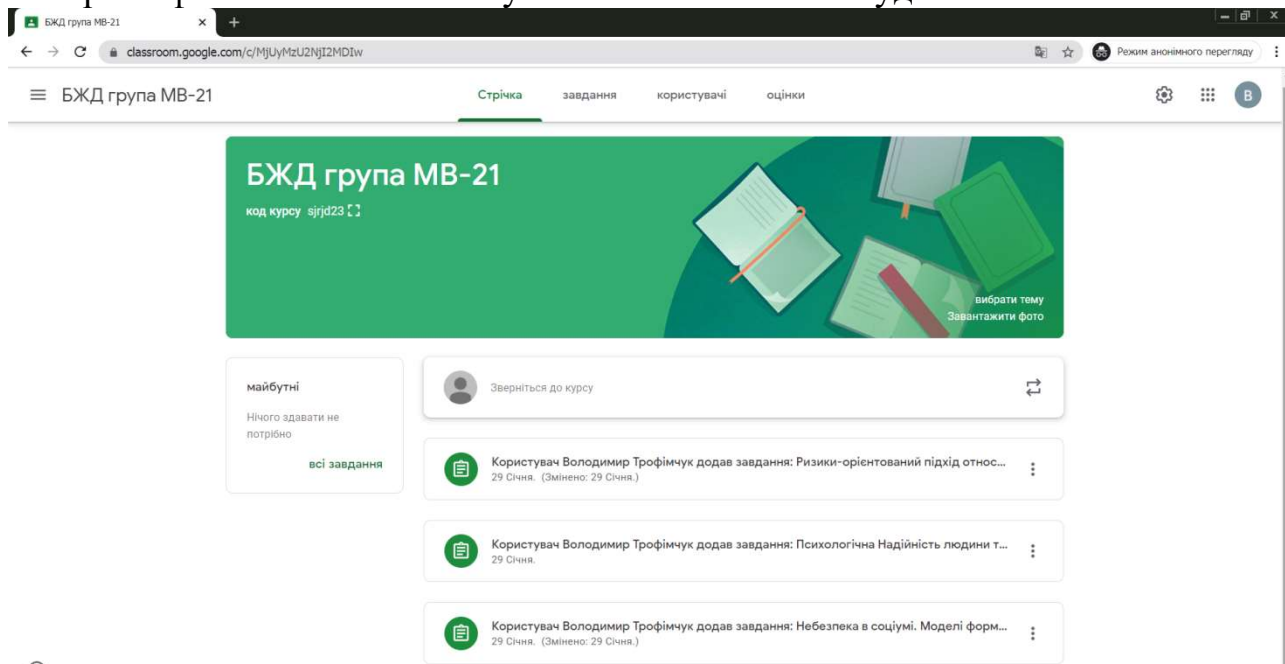 БЖД група МВ-21
classroom.google.com/c/MjUyMzU2NjI2MDIw
Режим анонімного перегляду
БЖД група МВ-21
Стрічка завдання користувачі оцінки
В
БЖД група МВ-21
код курсу sjrjd23
вибрати тему
Завантажити фото
майбутні
Нічого здавати не
потрібно
всі завдання
Зверніться до курсу
Користувач Володимир Трофімчук додав завдання: Ризики-орієнтований підхід относ...
29 Січня. (Змінено: 29 Січня.)
Користувач Володимир Трофімчук додав завдання: Психологічна Надійність людини т...
29 Січня.
Користувач Володимир Трофімчук додав завдання: Небезпека в соціумі. Моделі форм...
29 Січня. (Змінено: 29 Січня.)